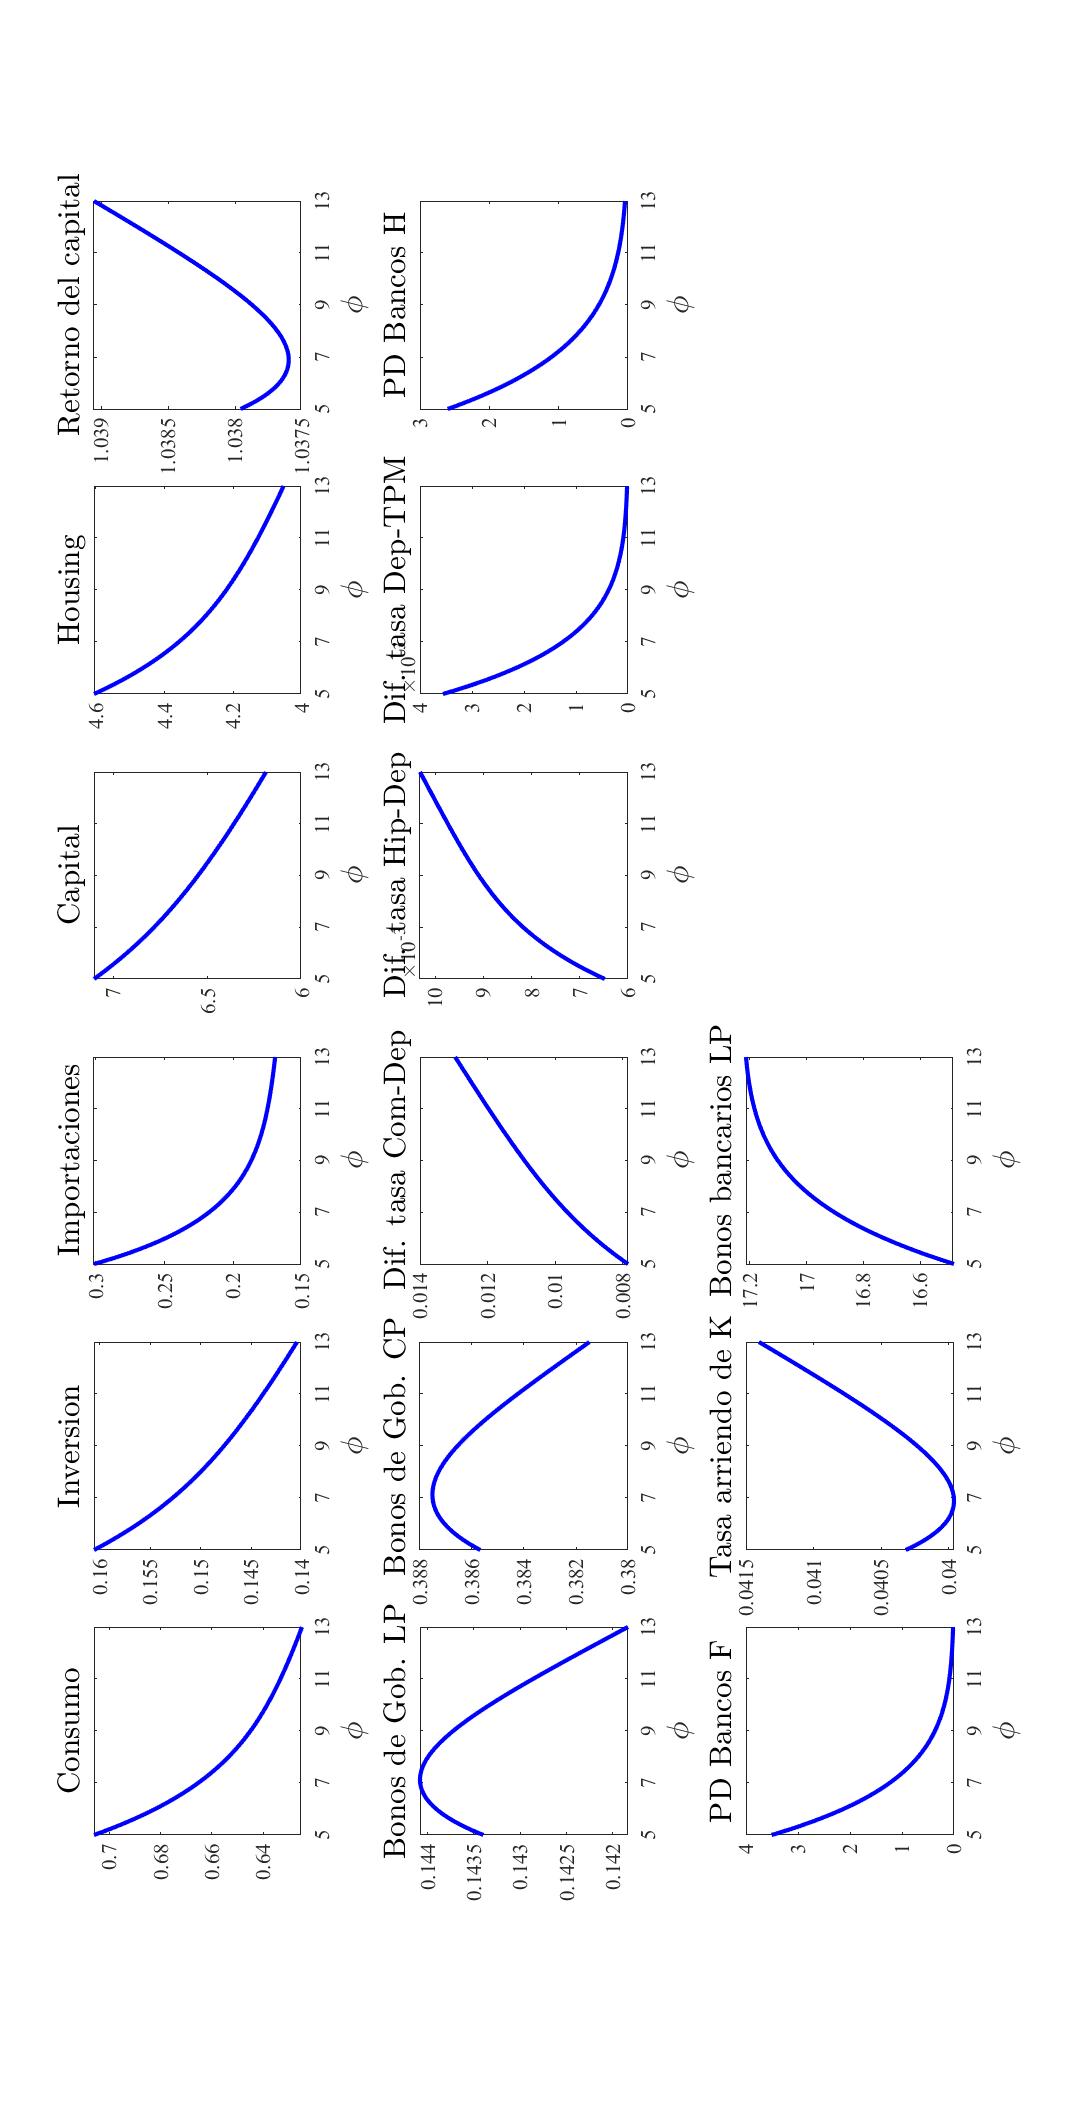 Consumo
0.7
0.68
0.66
0.64
5 7 9 11 13
ϕ
Inversion
0.16
0.155
0.15
0.145
0.14
5 7 9 11 13
ϕ
Importaciones
0.3
0.25
0.2
0.15
5 7 9 11 13
ϕ
Capital
7
6.5
6
5 7 9 11 13
ϕ
Housing
4.6
4.4
4.2
4
5 7 9 11 13
ϕ
Retorno del capital
1.039
1.0385
1.038
1.0375
5 7 9 11 13
ϕ
Bonos de Gob. LP
0.144
0.1435
0.143
0.1425
0.142
5 7 9 11 13
ϕ
Bonos de Gob. CP
0.388
0.386
0.384
0.382
0.38
5 7 9 11 13
ϕ
Dif. tasa Com-Dep
0.014
0.012
0.01
0.008
5 7 9 11 13
ϕ
Dif. tasa Hip-Dep
10
9
8
7
6
5 7 9 11 13
ϕ
Dif. tasa Dep-TPM
4
3
2
1
0
5 7 9 11 13
ϕ
PD Bancos H
3
2
1
0
5 7 9 11 13
ϕ
PD Bancos F
4
3
2
1
0
5 7 9 11 13
ϕ
Tasa arriendo de K
0.0415
0.041
0.0405
0.04
5 7 9 11 13
ϕ
Bonos bancarios LP
17.2
17
16.8
16.6
5 7 9 11 13
ϕ